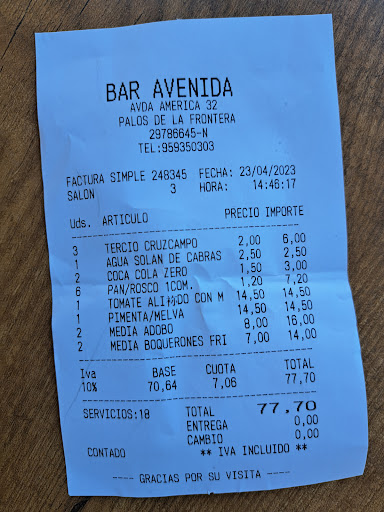 BAR AVENIDA
AVDA AMERICA 32
PALOS DE LA FRONTERA
29786645-N
TEL:959350303
FACTURA SIMPLE 248345 FECHA: 23/04/2023
SALON 3 HORA: 14:46:17
Uds. ARTICULO PRECIO IMPORTE
3 TERCIO CRUZCAMPO 2,00 6,00
1 AGUA SOLAN DE CABRAS 2,50 2,50
2 COCA COLA ZERO 1,50 3,00
6 PAN/ROSCO 1COM. 1,20 7,20
1 TOMATE CON M 14,50 14,50
1 PIMENTA/MELVA 14,50 14,50
2 MEDIA ADOBO 8,00 16,00
2 MEDIA BOQUERONES FRI 7,00 14,00
Iva BASE CUOTA TOTAL
10% 70,64 7,06 77,70
SERVICIOS:18 TOTAL 77,70
ENTREGA 0,00
CAMBIO 0,00
CONTADO ** IVA INCLUIDO **
---- GRACIAS POR SU VISITA ----